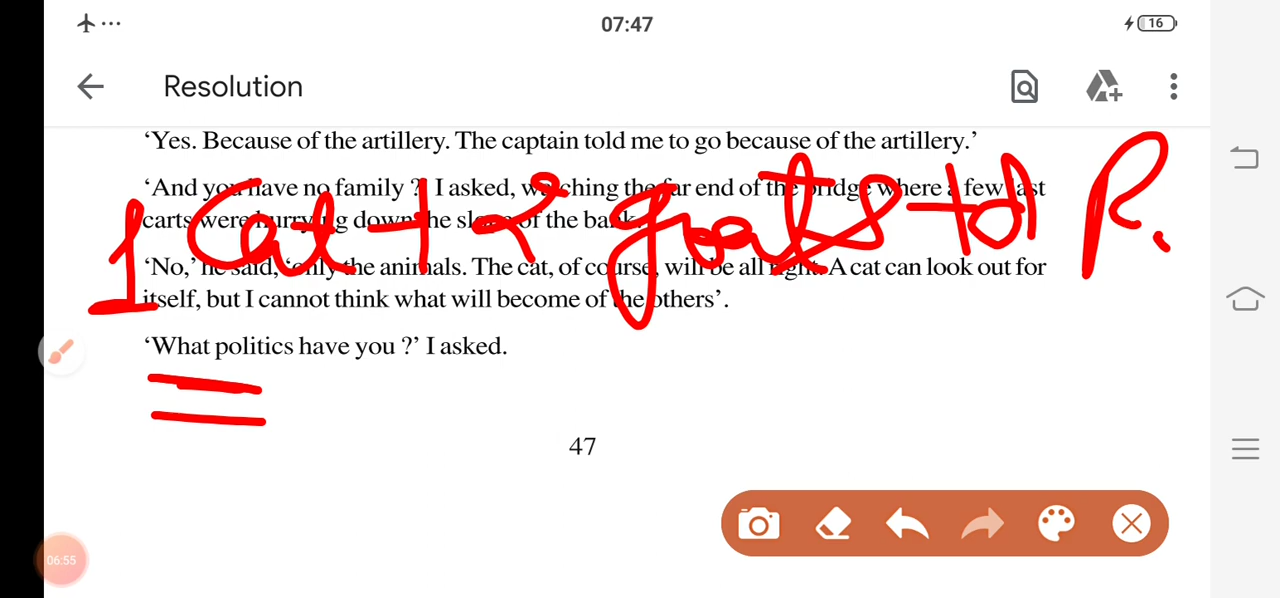 07:47
16
Resolution
‘Yes. Because of the artillery. The captain told me to go because of the artillery.’
‘And you have no family ?’ I asked, watching the far end of the bridge where a few last
carts were hurrying down the slope of the bank.
1 Cat + 2 goats + d P.
‘No,’ he said, ‘only the animals. The cat, of course, will be all right. A cat can look out for
itself, but I cannot think what will become of the others’.
‘What politics have you ?’ I asked.
47
06:55